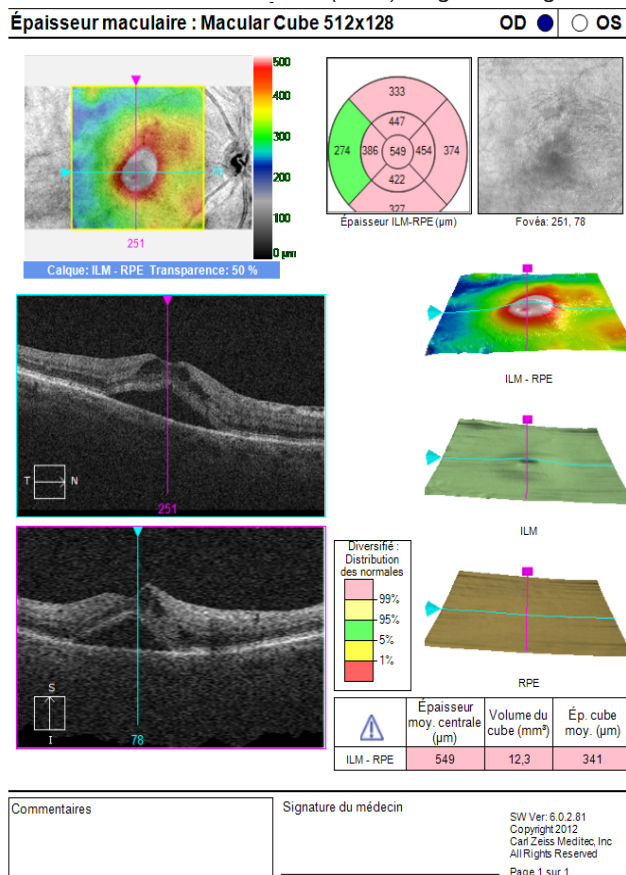 Épaisseur maculaire : Macular Cube 512x128
OD OS
500
400
300
200
100
0 µm
78
251
Calque: ILM - RPE Transparence: 50 %
333
447
274 386 549 454 374
422
327
Épaisseur ILM-RPE (µm)
Fovéa: 251, 78
ILM - RPE
T N
251
ILM
S
I
78
Diversifié :
Distribution
des normales
99%
95%
5%
1%
RPE
Épaisseur moy. centrale (µm) Volume du cube (mm³) Ép. cube moy. (µm)
ILM - RPE 549 12,3 341
Commentaires
Signature du médecin
SW Ver: 6.0.2.81
Copyright 2012
Carl Zeiss Meditec, Inc
All Rights Reserved
Page 1 sur 1